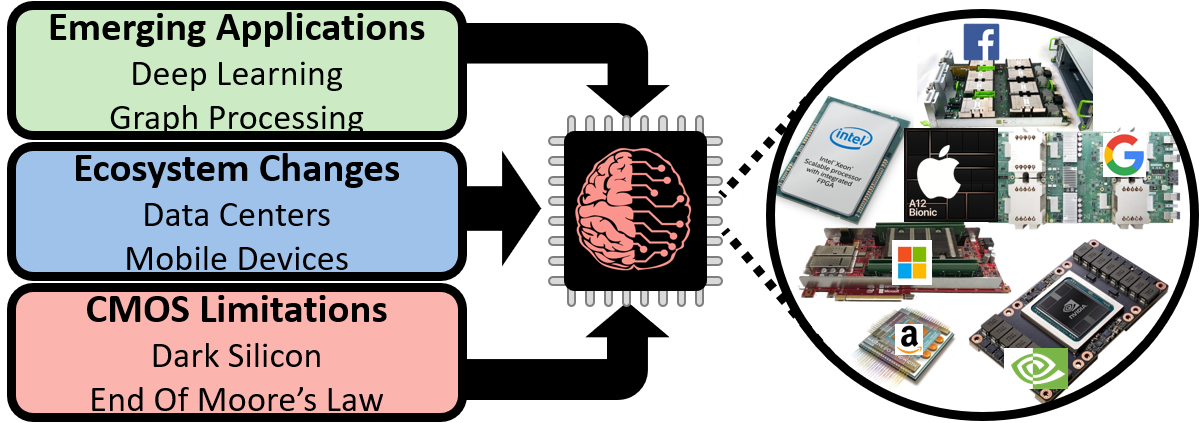 Emerging Applications
Deep Learning
Graph Processing
Ecosystem Changes
Data Centers
Mobile Devices
CMOS Limitations
Dark Silicon
End Of Moore's Law
f
intel
Intel® Xeon®
Scalable processor
with integrated
FPGA
A12
Bionic
G
a
NVIDIA